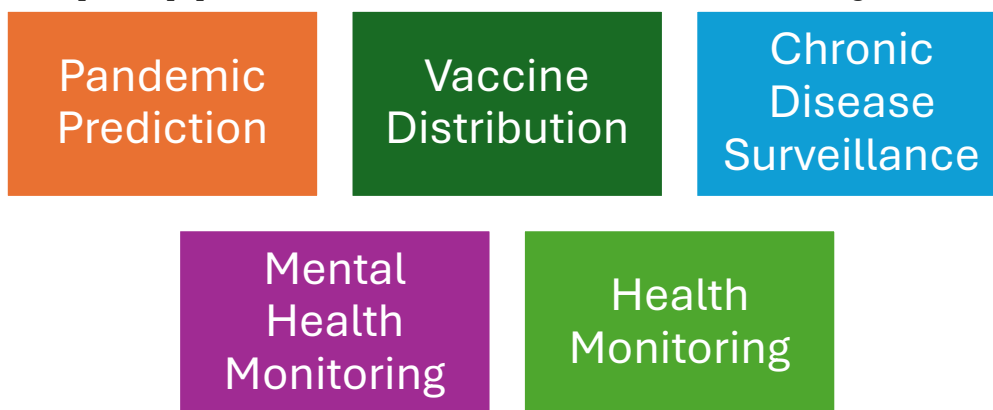 Pandemic
Prediction
Vaccine
Distribution
Chronic
Disease
Surveillance
Mental
Health
Monitoring
Health
Monitoring